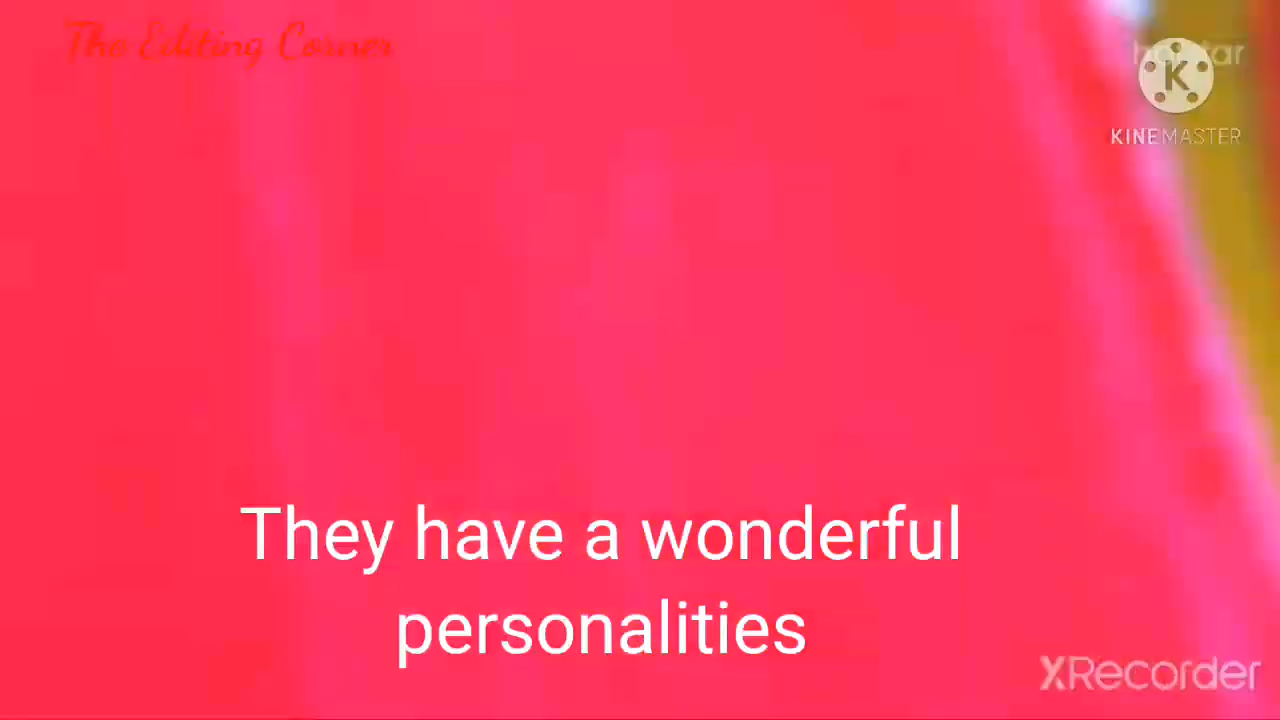 The Editing Corner
K
KINEMASTER
They have a wonderful
personalities
XRecorder